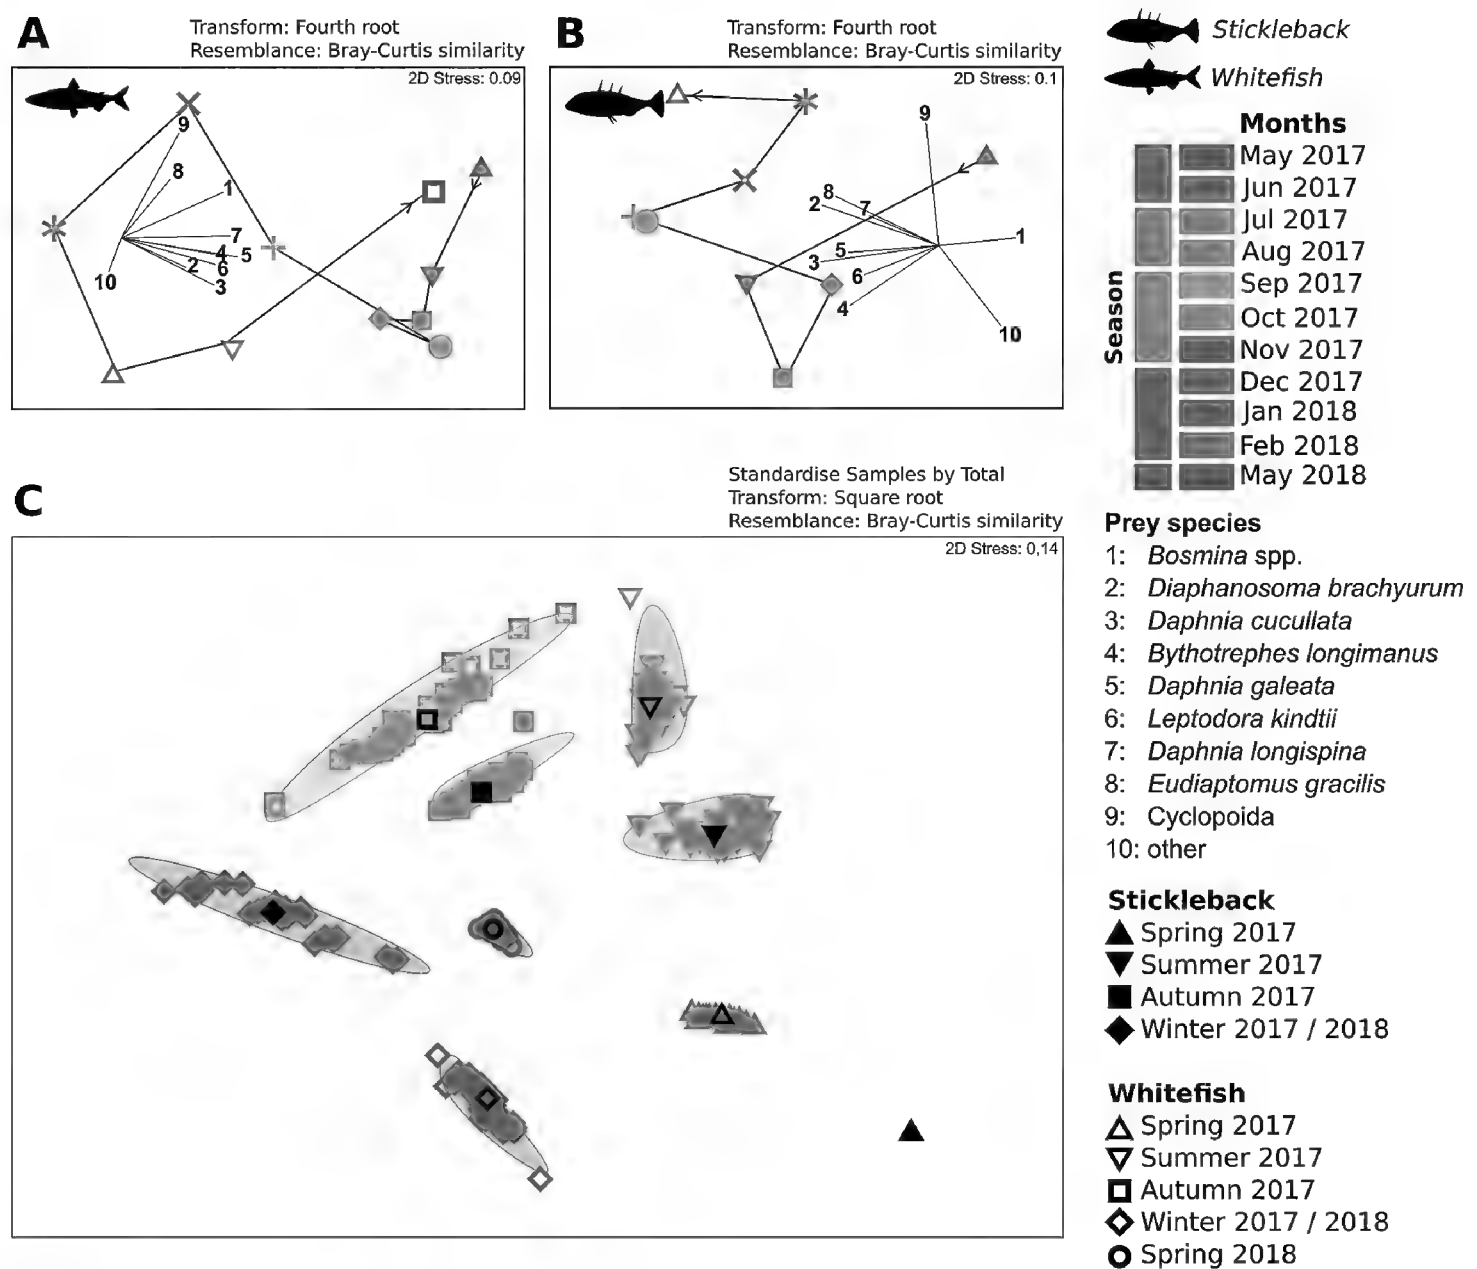 A
Transform: Fourth root
Resemblance: Bray-Curtis similarity
2D Stress: 0.09
9
8
1
7
4
5
2
6
3
10
B
Transform: Fourth root
Resemblance: Bray-Curtis similarity
2D Stress: 0.1
9
8
2
7
1
5
3
6
4
10
Stickleback
Whitefish
Months
May 2017
Jun 2017
Jul 2017
Aug 2017
Sep 2017
Oct 2017
Nov 2017
Dec 2017
Jan 2018
Feb 2018
May 2018
Season
C
Standardise Samples by Total
Transform: Square root
Resemblance: Bray-Curtis similarity
2D Stress: 0,14
Prey species
1: Bosmina spp.
2: Diaphanosoma brachyurum
3: Daphnia cucullata
4: Bythotrephes longimanus
5: Daphnia galeata
6: Leptodora kindtii
7: Daphnia longispina
8: Eudiaptomus gracilis
9: Cyclopoida
10: other
Stickleback
Spring 2017
Summer 2017
Autumn 2017
Winter 2017 / 2018
Whitefish
Spring 2017
Summer 2017
Autumn 2017
Winter 2017 / 2018
Spring 2018